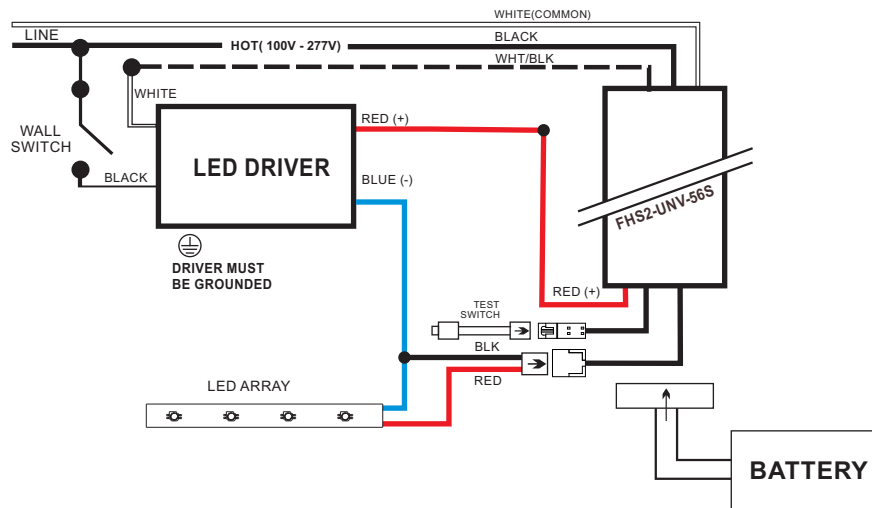 WHITE(COMMON)
LINE
HOT( 100V - 277V)
BLACK
WHT/BLK
WHITE
WALL
SWITCH
BLACK
LED DRIVER
RED (+)
BLUE (-)
FHS2-UNV-56S
DRIVER MUST
BE GROUNDED
RED (+)
TEST
SWITCH
BLK
RED
LED ARRAY
BATTERY